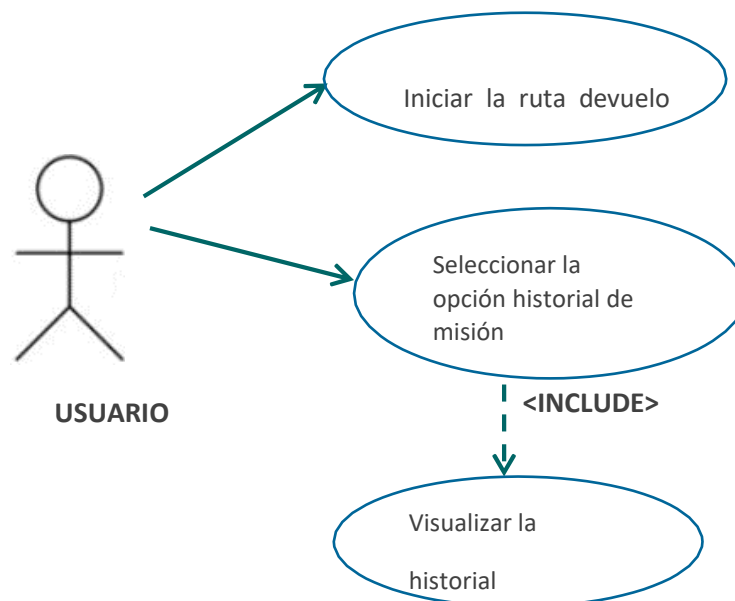 Iniciar la ruta devuelo
Seleccionar la
opción historial de
misión
USUARIO
<INCLUDE>
Visualizar la
historial